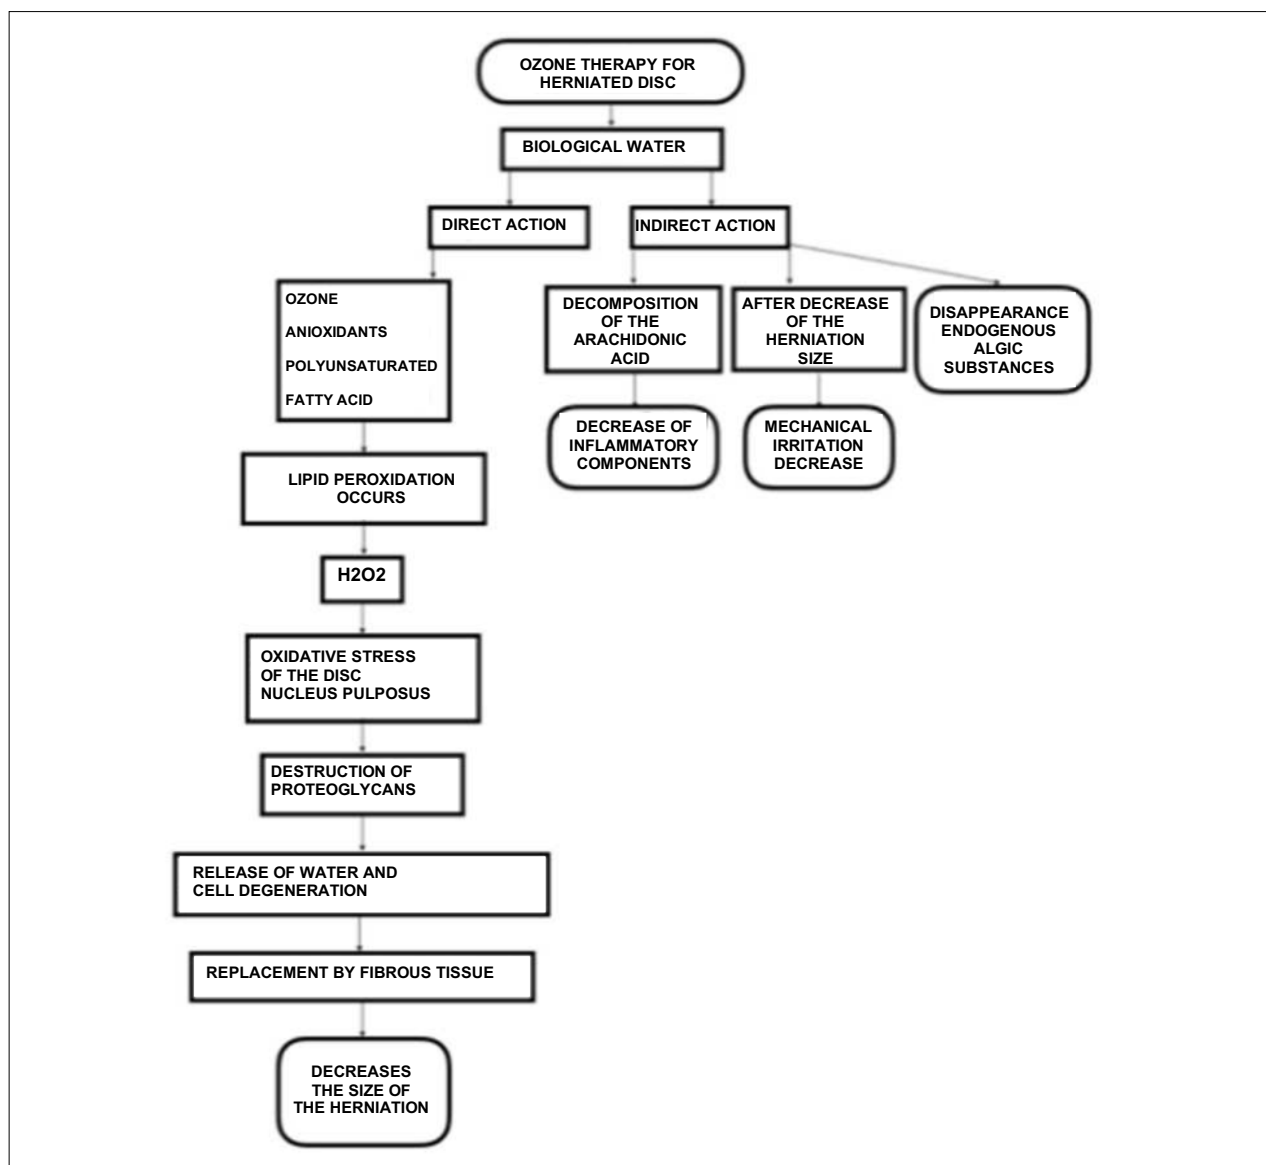 OZONE THERAPY FOR
HERNIATED DISC
BIOLOGICAL WATER
DIRECT ACTION
INDIRECT ACTION
OZONE
ANIOXIDANTS
POLYUNSATURATED
FATTY ACID
DECOMPOSITION
OF THE
ARACHIDONIC
ACID
AFTER DECREASE
OF THE
HERNIATION
SIZE
DISAPPEARANCE
ENDOGENOUS
ALGIC
SUBSTANCES
DECREASE OF
INFLAMMATORY
COMPONENTS
MECHANICAL
IRRITATION
DECREASE
LIPID PEROXIDATION
OCCURS
H2O2
OXIDATIVE STRESS
OF THE DISC
NUCLEUS PULPOSUS
DESTRUCTION OF
PROTEOGLYCANS
RELEASE OF WATER AND
CELL DEGENERATION
REPLACEMENT BY FIBROUS TISSUE
DECREASES
THE SIZE OF
THE HERNIATION